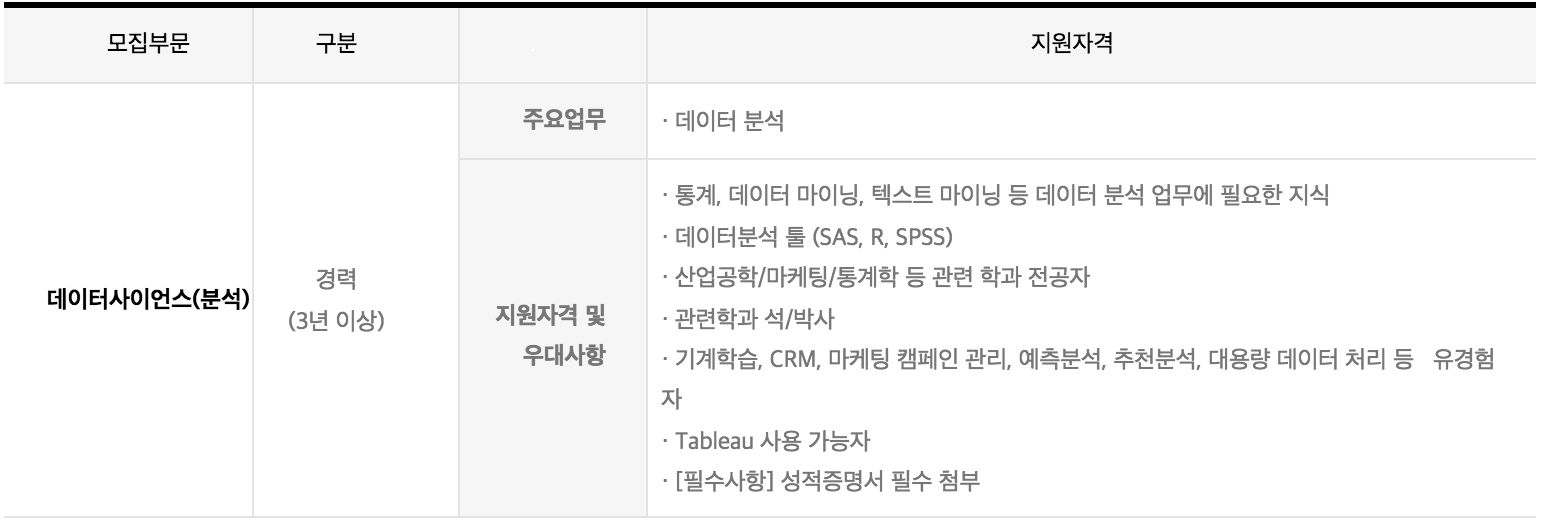 모집부문 구분 지원자격
주요업무 · 데이터 분석
데이터사이언스(분석)
경력
(3년 이상)
지원자격 및
우대사항
· 통계, 데이터 마이닝, 텍스트 마이닝 등 데이터 분석 업무에 필요한 지식
· 데이터분석 툴 (SAS, R, SPSS)
· 산업공학/마케팅/통계학 등 관련 학과 전공자
· 관련학과 석/박사
· 기계학습, CRM, 마케팅 캠페인 관리, 예측분석, 추천분석, 대용량 데이터 처리 등 유경험
자
· Tableau 사용 가능자
· [필수사항] 성적증명서 필수 첨부